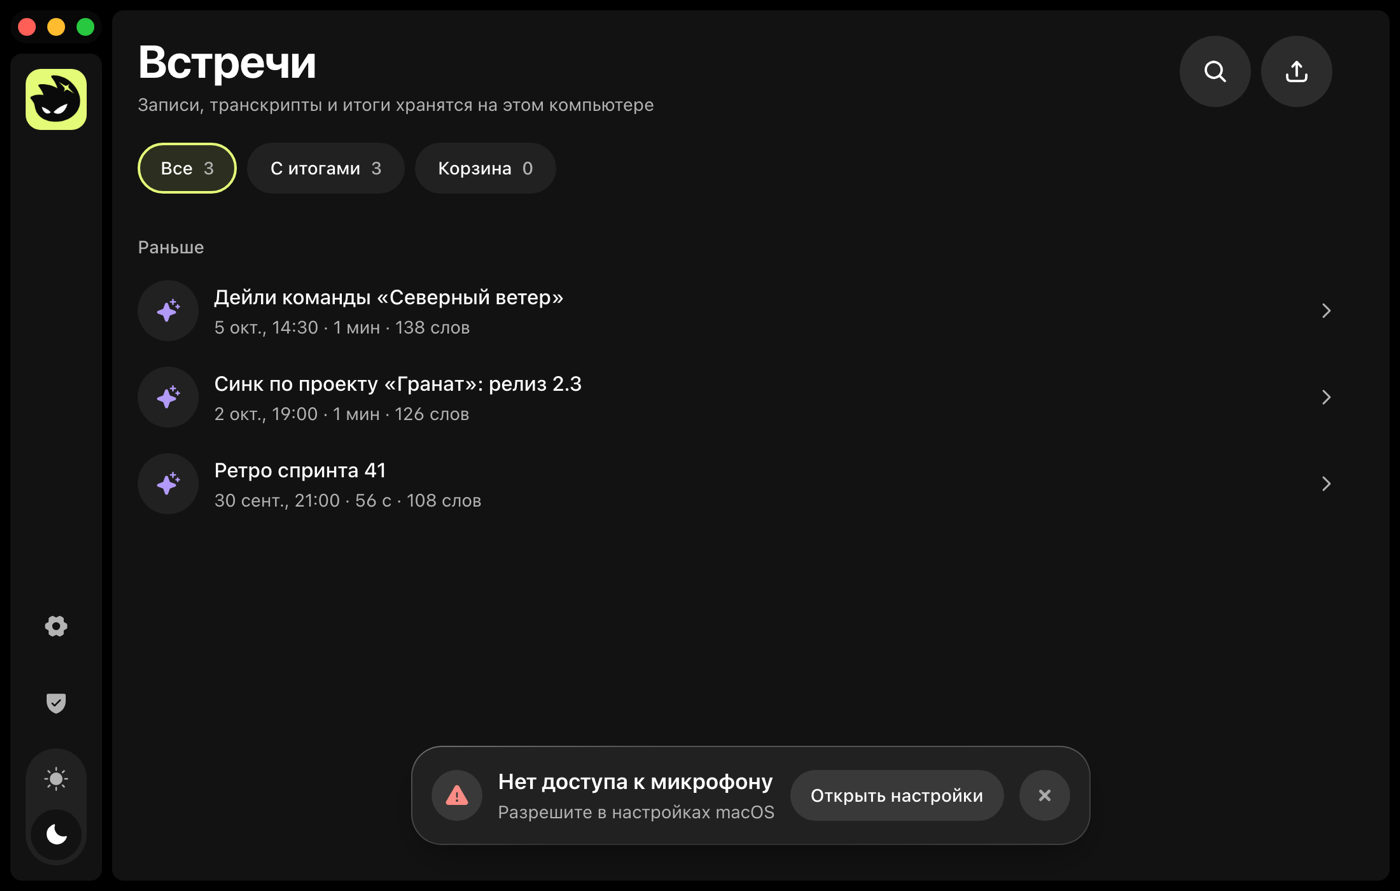 Встречи
Записи, транскрипты и итоги хранятся на этом компьютере
Все 3
С итогами 3
Корзина 0
Раньше
Дейли команды «Северный ветер»
5 окт., 14:30 · 1 мин · 138 слов
Синк по проекту «Гранат»: релиз 2.3
2 окт., 19:00 · 1 мин · 126 слов
Ретро спринта 41
30 сент., 21:00 · 56 с · 108 слов
Нет доступа к микрофону
Разрешите в настройках macOS
Открыть настройки